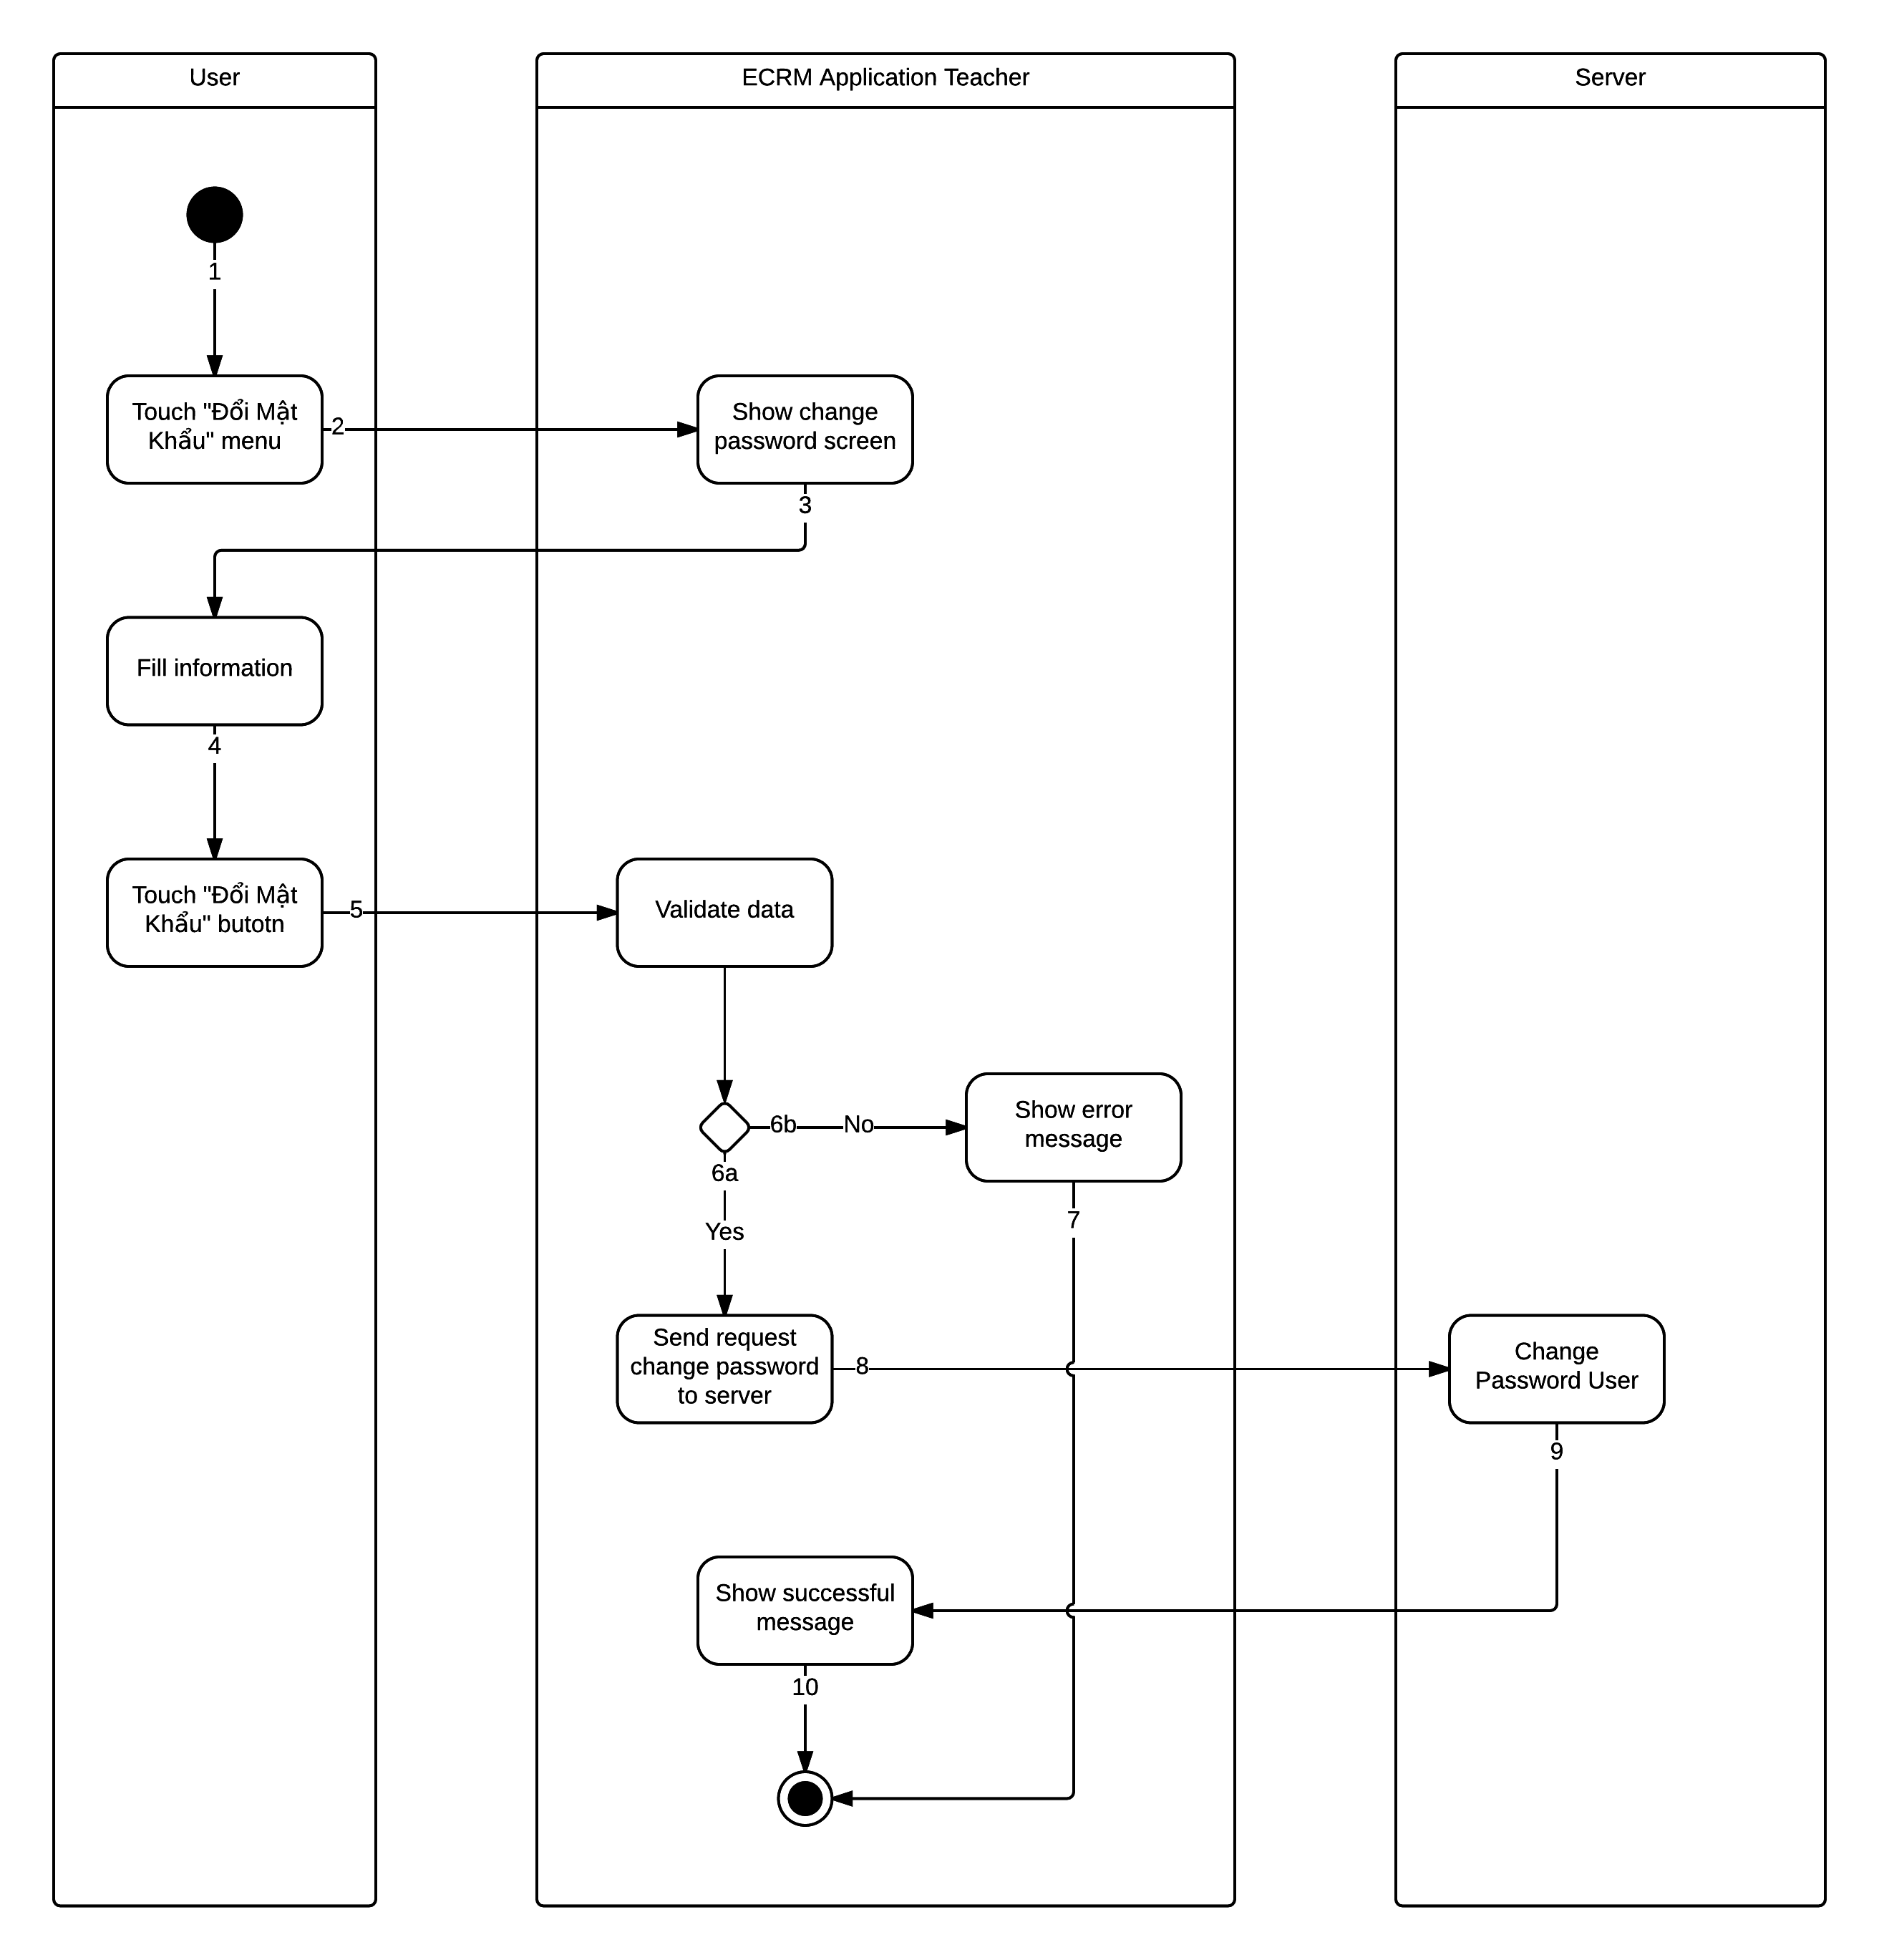 User
ECRM Application Teacher
Server
1
Touch "Đổi Mật
Khẩu" menu
2
Show change
password screen
3
Fill information
4
Touch "Đổi Mật
Khẩu" butotn
5
Validate data
6b
No
Show error
message
6a
Yes
7
Send request
change password
to server
8
Change
Password User
9
Show successful
message
10